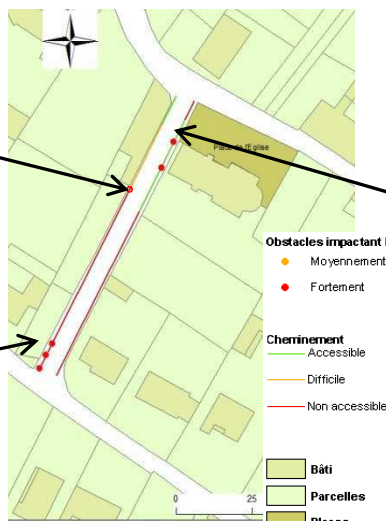 Place de l'Eglise
Obstacles impactant
Moyennement
Fortement
Cheminement
Accessible
Difficile
Non accessible
0 25
Bâti
Parcelles
Places